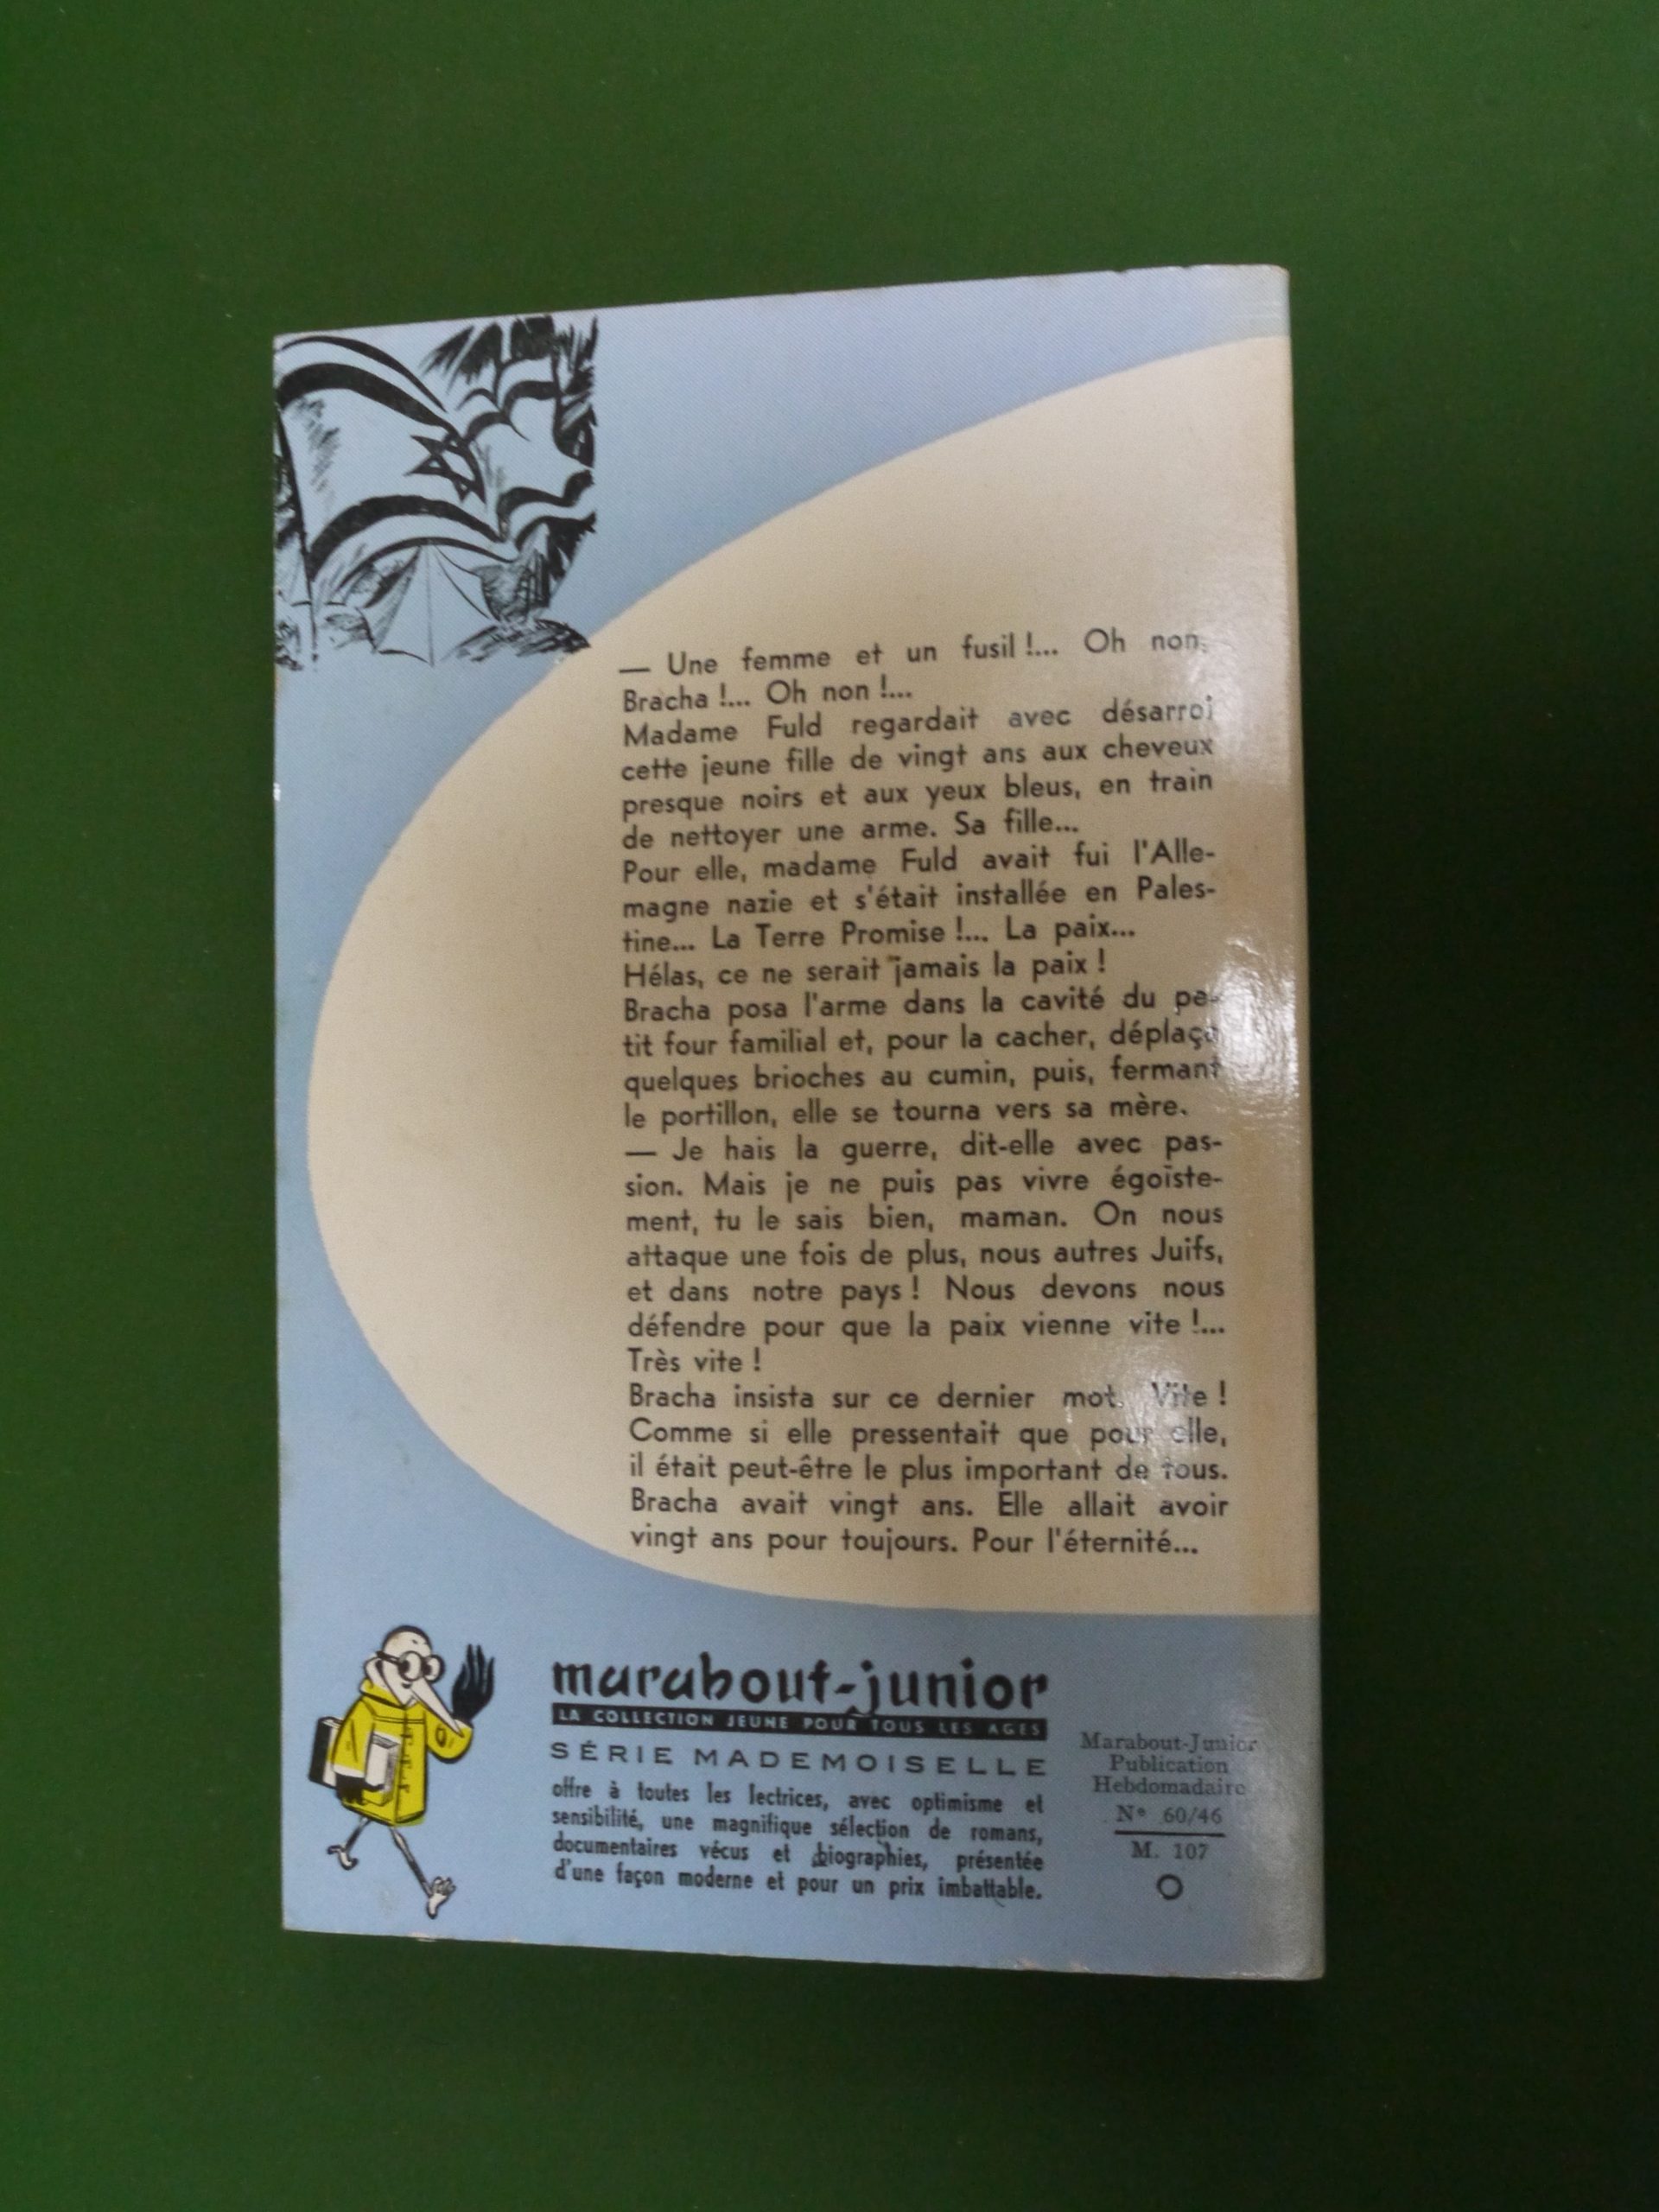 — Une femme et un fusil !... Oh non,
Bracha !... Oh non !...
Madame Fuld regardait avec désarroi
cette jeune fille de vingt ans aux cheveux
presque noirs et aux yeux bleus, en train
de nettoyer une arme. Sa fille...
Pour elle, madame Fuld avait fui l'Alle-
magne nazie et s'était installée en Pales-
tine... La Terre Promise !... La paix...
Hélas, ce ne serait jamais la paix !
Bracha posa l'arme dans la cavité du pe-
tit four familial et, pour la cacher, déplaça
quelques brioches au cumin, puis, fermant
le portillon, elle se tourna vers sa mère.
— Je hais la guerre, dit-elle avec pas-
sion. Mais je ne puis pas vivre égoïste-
ment, tu le sais bien, maman. On nous
attaque une fois de plus, nous autres Juifs,
et dans notre pays ! Nous devons nous
défendre pour que la paix vienne vite !...
Très vite !
Bracha insista sur ce dernier mot. Vite !
Comme si elle pressentait que pour elle,
il était peut-être le plus important de tous.
Bracha avait vingt ans. Elle allait avoir
vingt ans pour toujours. Pour l'éternité...
marabout-junior
LA COLLECTION JEUNE POUR TOUS LES AGES
SÉRIE MADEMOISELLE
offre à toutes les lectrices, avec optimisme et
sensibilité, une magnifique sélection de romans,
documentaires vécus et biographies, présentée
d'une façon moderne et pour un prix imbattable.
Marabout-Junior
Publication
Hebdomadaire
N° 60/46
M. 107